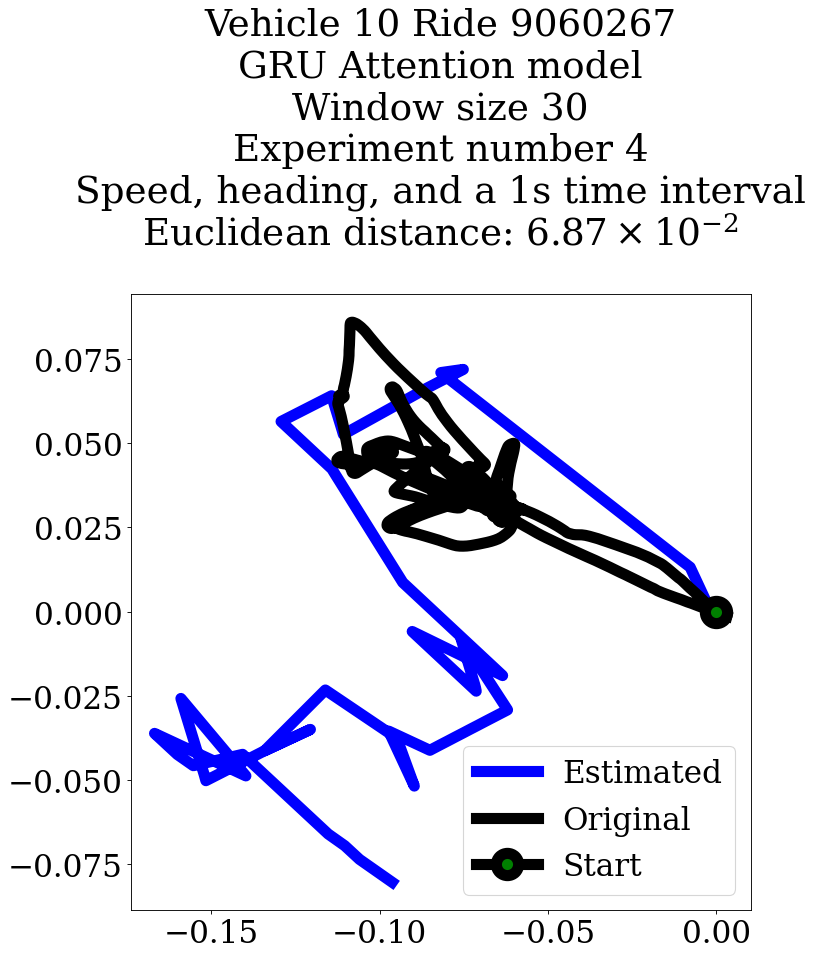 Vehicle 10 Ride 9060267
GRU Attention model
Window size 30
Experiment number 4
Speed, heading, and a 1s time interval
Euclidean distance: 6.87 × 10⁻²
0.075
0.050
0.025
0.000
−0.025
−0.050
−0.075
Estimated
Original
Start
−0.15 −0.10 −0.05 0.00